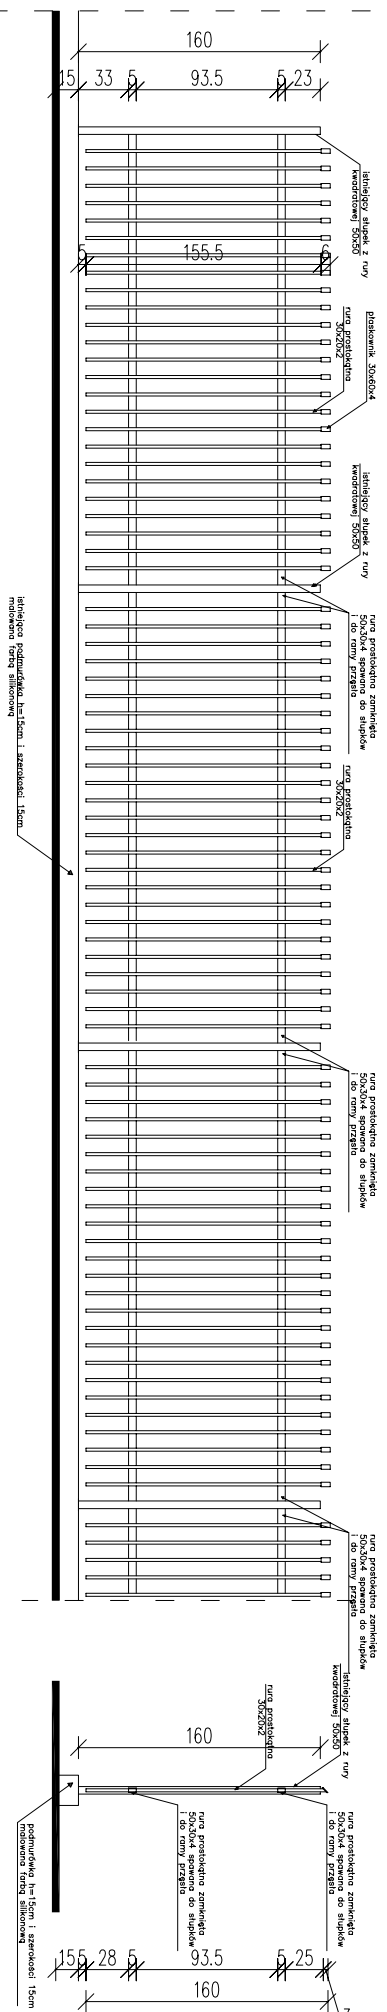 160
15 33 5 93.5 5 23
istniejący słupek z rury
kwadratowej 50x50
5 155.5 6
płaskownik 30x60x4
rura prostokątna
30x20x2
istniejący słupek z rury
kwadratowej 50x50
rura prostokątna zamknięta
50x30x4 spawana do słupków
i do ramy przęsła
istniejąca podmurówka h=15cm i szerokości 15cm
malowana farbą silikonową
rura prostokątna
30x20x2
rura prostokątna zamknięta
50x30x4 spawana do słupków
i do ramy przęsła
rura prostokątna zamknięta
50x30x4 spawana do słupków
i do ramy przęsła
istniejący słupek z rury
kwadratowej 50x50
rura prostokątna
30x20x2
160
rura prostokątna zamknięta
50x30x4 spawana do słupków
i do ramy przęsła
rura prostokątna zamknięta
50x30x4 spawana do słupków
i do ramy przęsła
podmurówka h=15cm i szerokości 15cm
malowana farbą silikonową
15 5 28 5 93.5 5 25
160